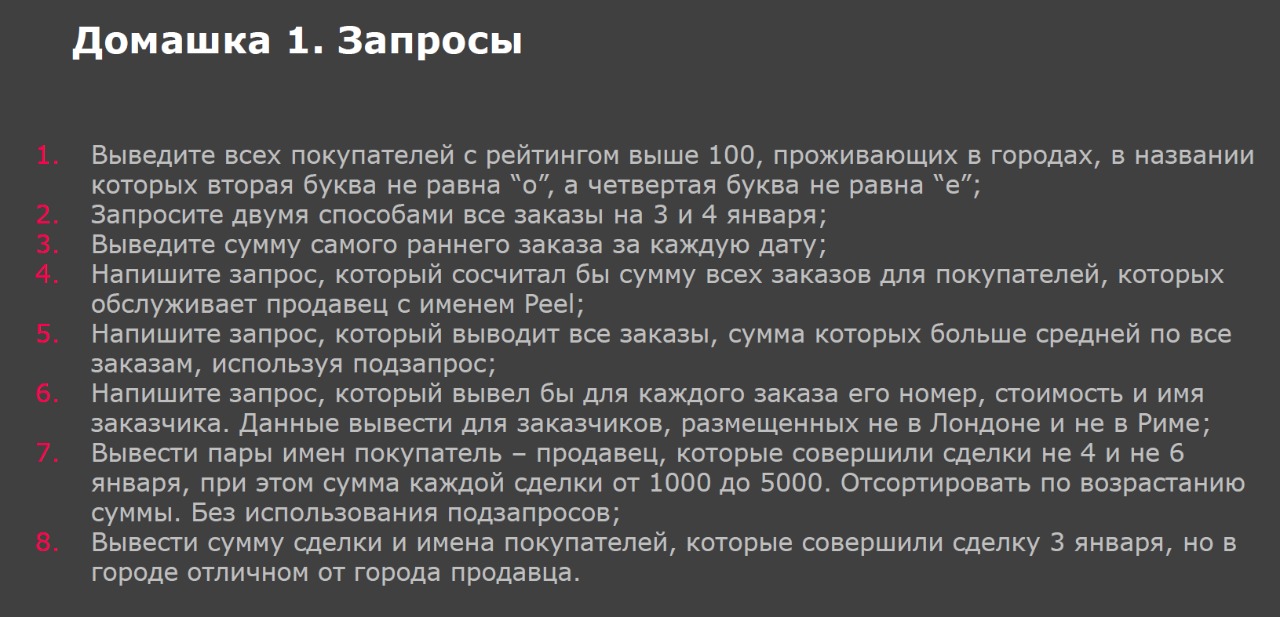 Домашка 1. Запросы
1. Выведите всех покупателей с рейтингом выше 100, проживающих в городах, в названии
которых вторая буква не равна “о”, а четвертая буква не равна “е”;
2. Запросите двумя способами все заказы на 3 и 4 января;
3. Выведите сумму самого раннего заказа за каждую дату;
4. Напишите запрос, который сосчитал бы сумму всех заказов для покупателей, которых
обслуживает продавец с именем Peel;
5. Напишите запрос, который выводит все заказы, сумма которых больше средней по все
заказам, используя подзапрос;
6. Напишите запрос, который вывел бы для каждого заказа его номер, стоимость и имя
заказчика. Данные вывести для заказчиков, размещенных не в Лондоне и не в Риме;
7. Вывести пары имен покупатель – продавец, которые совершили сделки не 4 и не 6
января, при этом сумма каждой сделки от 1000 до 5000. Отсортировать по возрастанию
суммы. Без использования подзапросов;
8. Вывести сумму сделки и имена покупателей, которые совершили сделку 3 января, но в
городе отличном от города продавца.